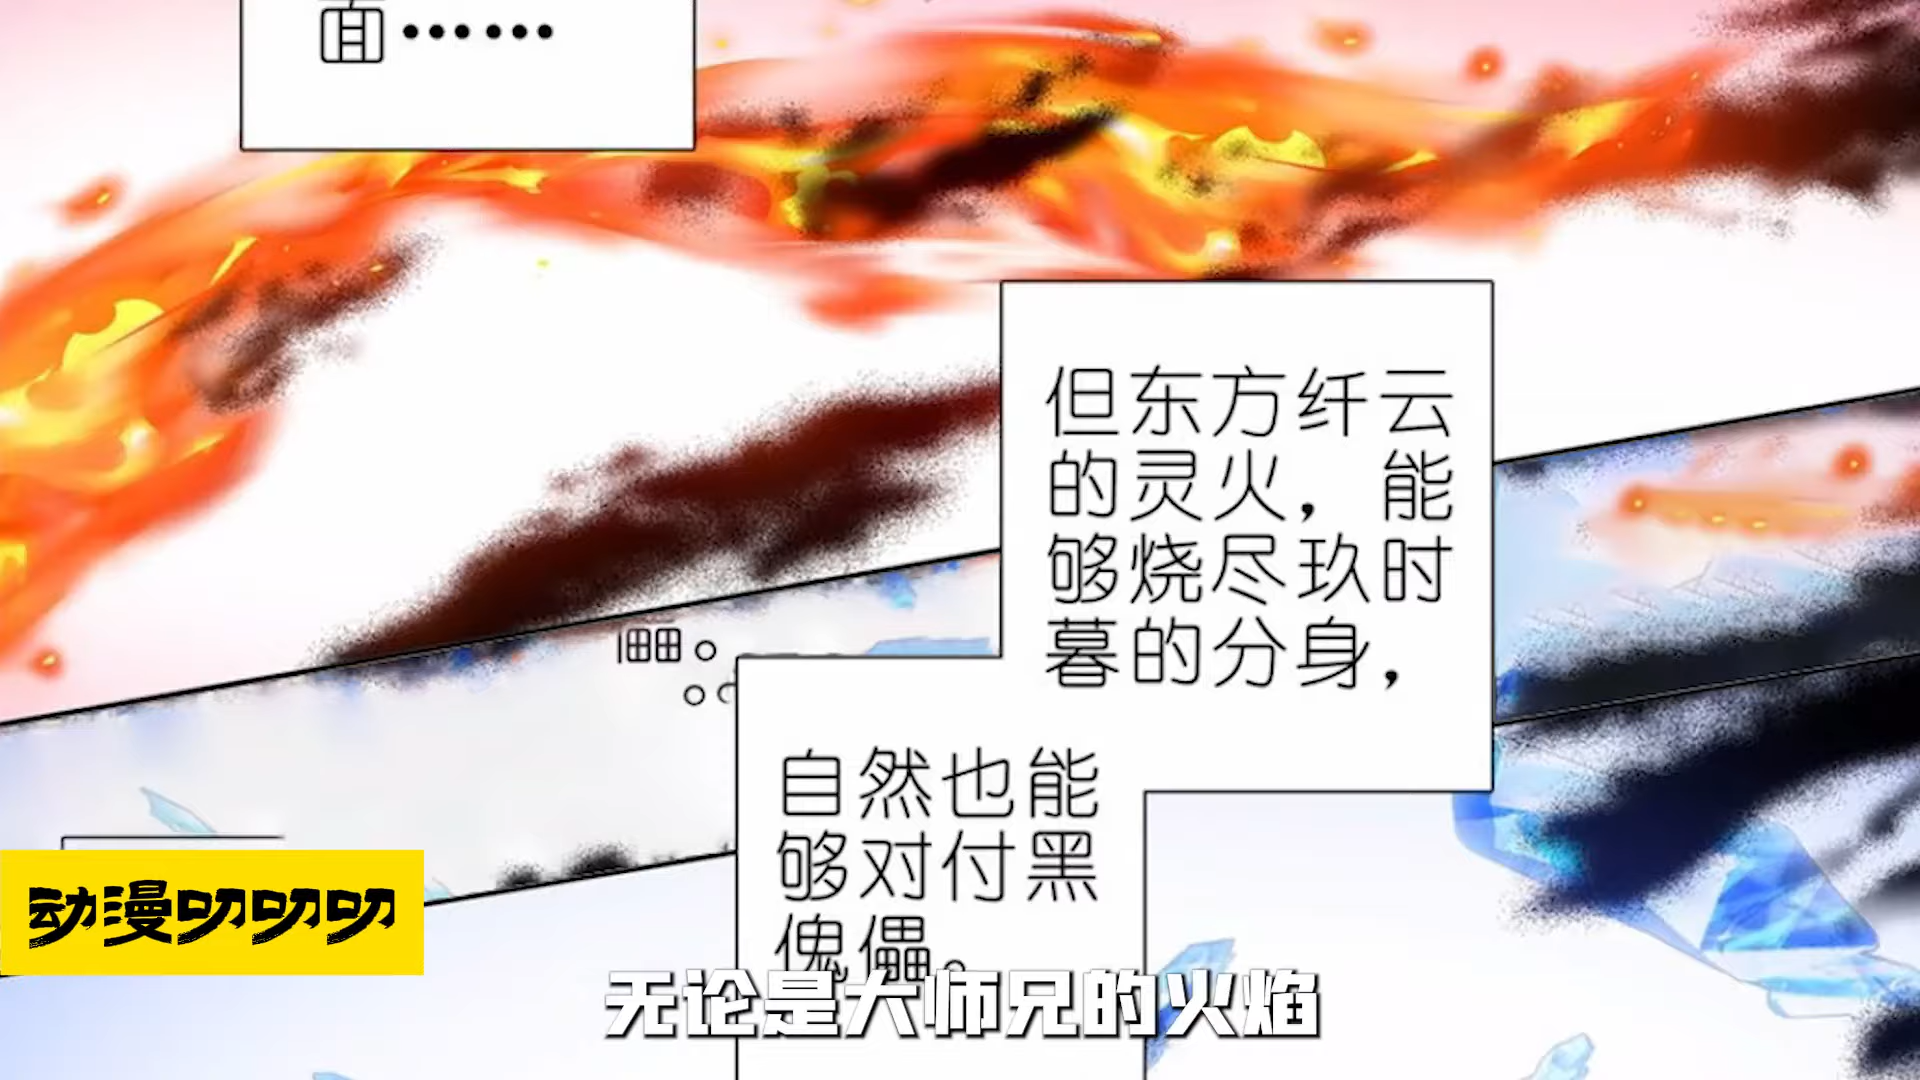 面……
但东方纤云
的灵火，能
够烧尽玖时
暮的分身，
自然也能
够对付黑
傀儡。
动漫叨叨叨
无论是大师兄的火焰